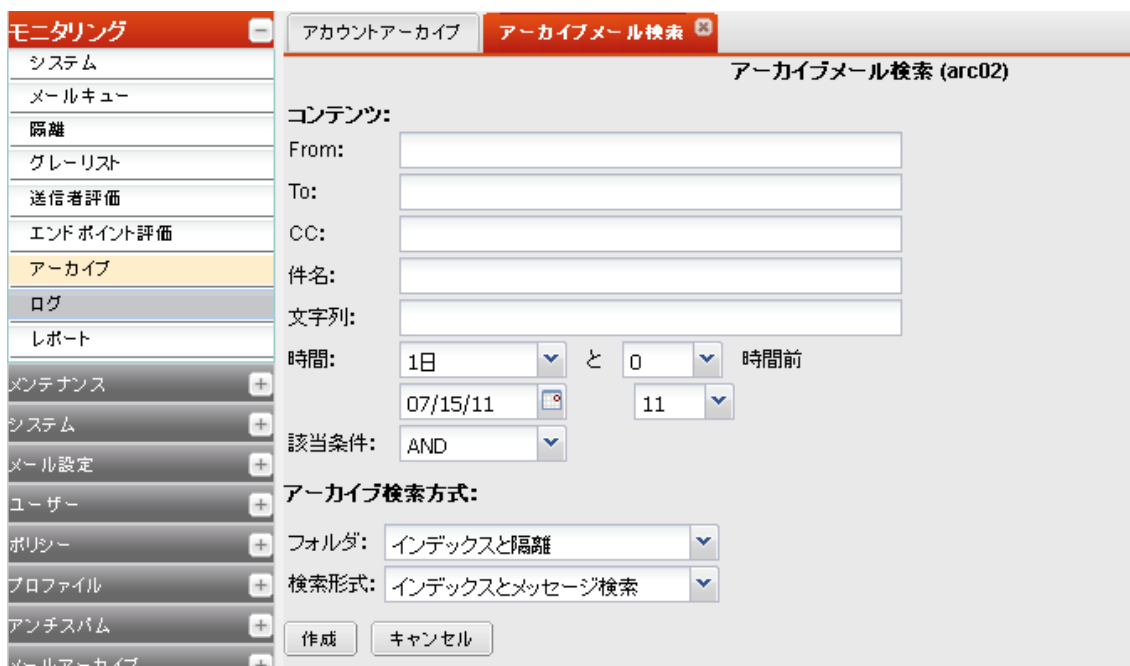 モニタリング
システム
メールキュー
隔離
グレーリスト
送信者評価
エンドポイント評価
アーカイブ
ログ
レポート
メンテナンス
システム
メール設定
ユーザー
ポリシー
プロファイル
アンチスパム
メールアーカイブ
アカウントアーカイブ
アーカイブメール検索
アーカイブメール検索 (arc02)
コンテンツ:
From:
To:
CC:
件名:
文字列:
時間: 1日 と 0 時間前
07/15/11 11
該当条件: AND
アーカイブ検索方式:
フォルダ: インデックスと隔離
検索形式: インデックスとメッセージ検索
作成 キャンセル